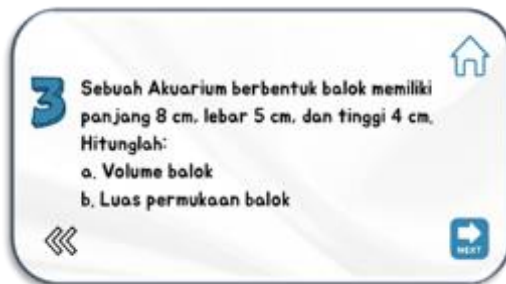 3
Sebuah Akuarium berbentuk balok memiliki
panjang 8 cm, lebar 5 cm, dan tinggi 4 cm.
Hitunglah:
a. Volume balok
b. Luas permukaan balok
NEXT